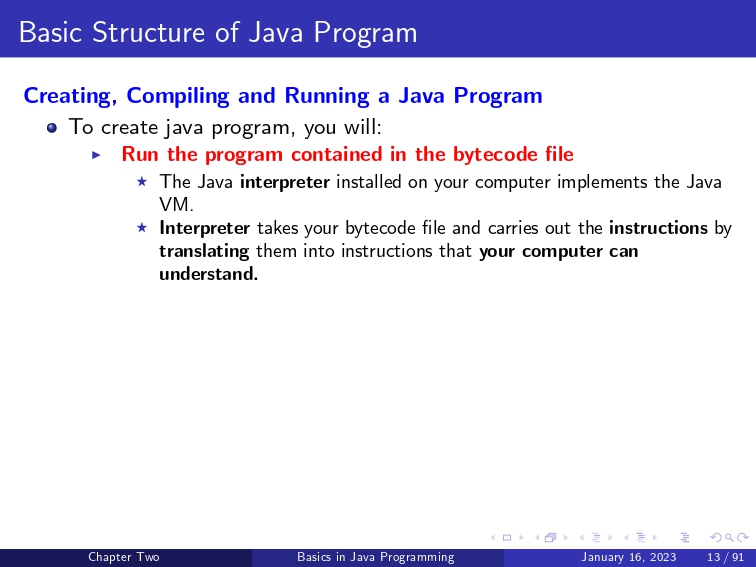 Basic Structure of Java Program
Creating, Compiling and Running a Java Program
To create java program, you will:
Run the program contained in the bytecode file
The Java interpreter installed on your computer implements the Java
VM.
Interpreter takes your bytecode file and carries out the instructions by
translating them into instructions that your computer can
understand.
Chapter Two Basics in Java Programming January 16, 2023 13 / 91